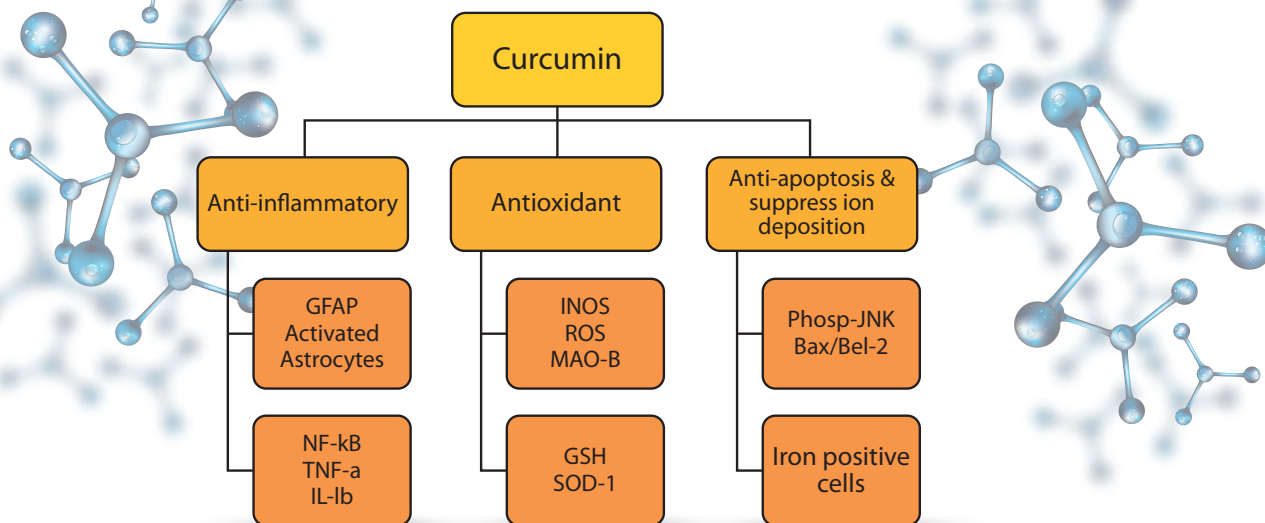 Curcumin
Anti-inflammatory
GFAP
Activated
Astrocytes
NF-kB
TNF-a
IL-lb
Antioxidant
INOS
ROS
MAO-B
GSH
SOD-1
Anti-apoptosis &
suppress ion
deposition
Phosp-JNK
Bax/Bel-2
Iron positive
cells